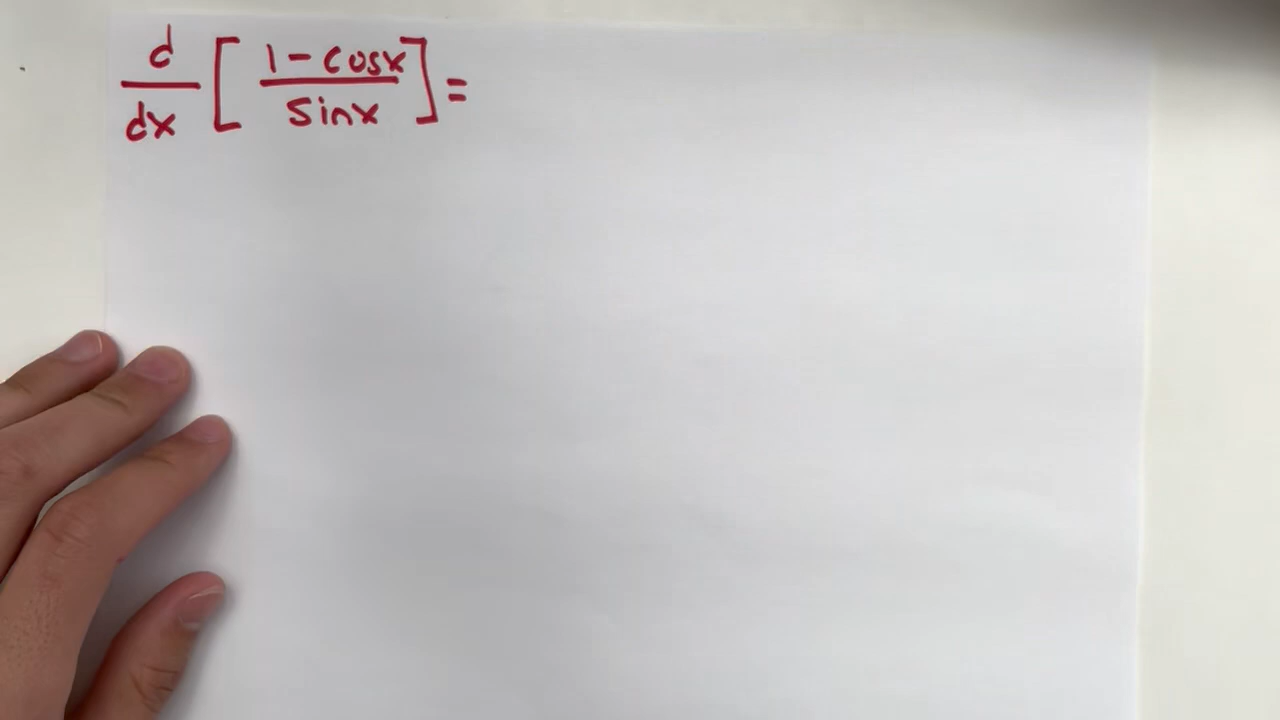 d/dx [ (1 - cosx)/sinx ] =